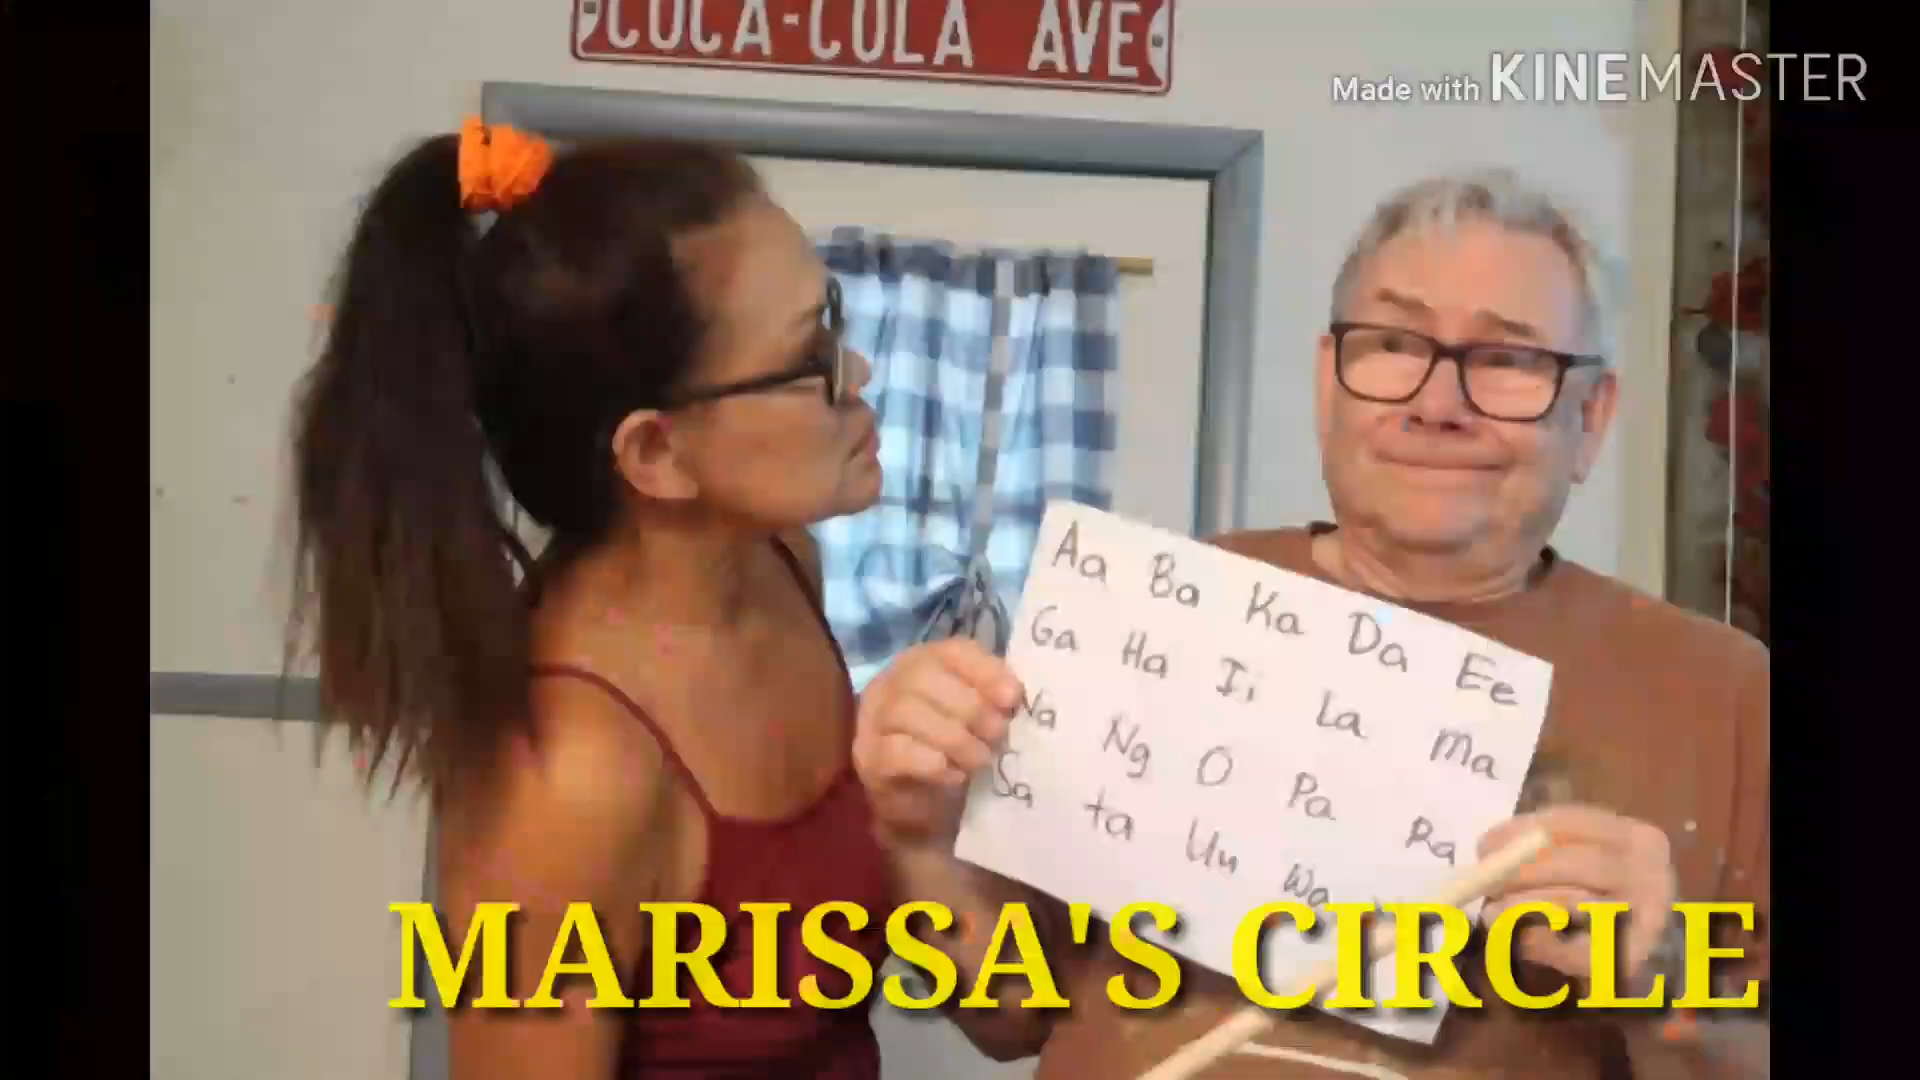 COCA-COLA AVE
Made with KINEMASTER
Aa Ba Ka Da Ee
Ga Ha Ii La Ma
Na Ng O Pa Ra
Sa ta Uu Wa
MARISSA'S CIRCLE